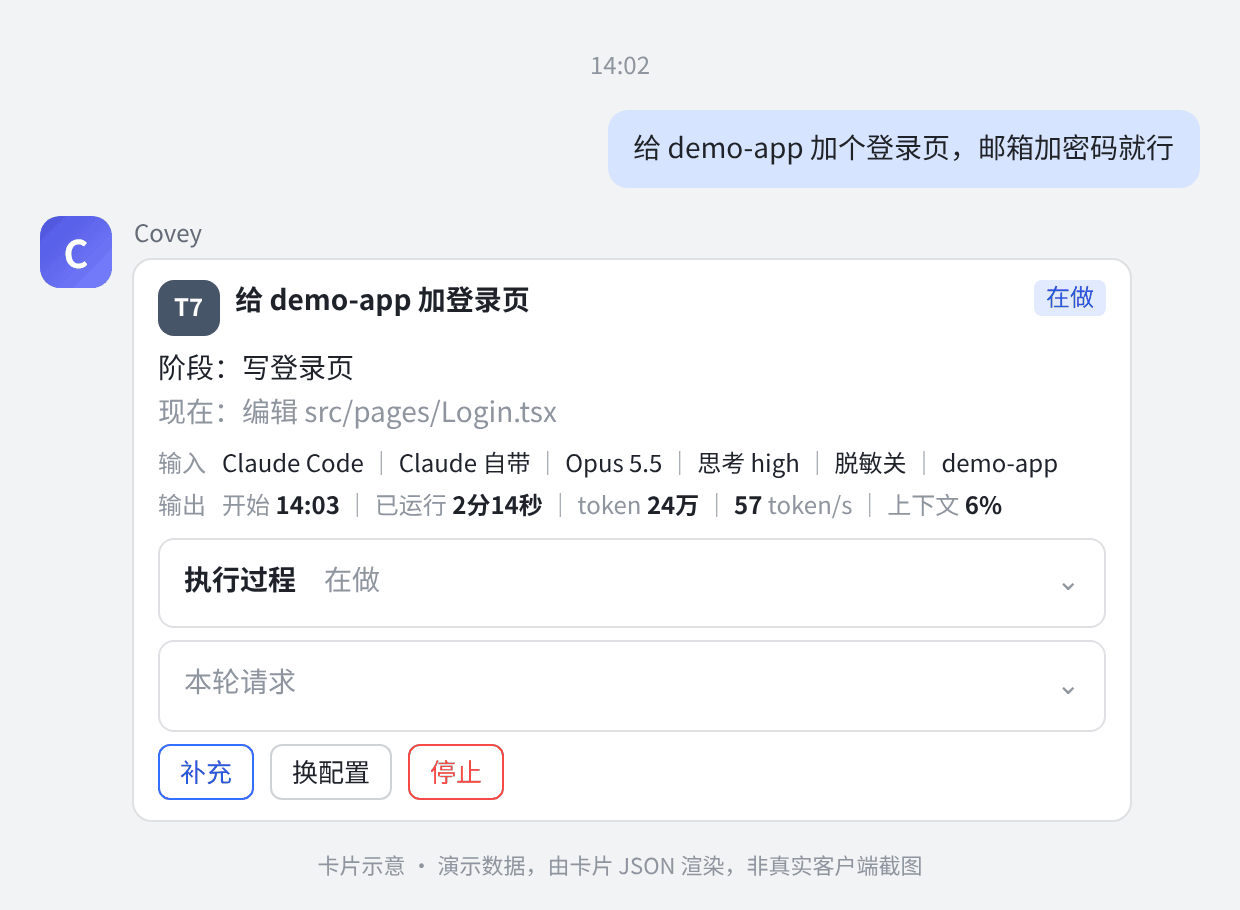 14:02
给 demo-app 加个登录页，邮箱加密码就行
C
Covey
T7 给 demo-app 加登录页 在做
阶段：写登录页
现在：编辑 src/pages/Login.tsx
输入 Claude Code | Claude 自带 | Opus 5.5 | 思考 high | 脱敏关 | demo-app
输出 开始 14:03 | 已运行 2分14秒 | token 24万 | 57 token/s | 上下文 6%
执行过程 在做
本轮请求
补充 换配置 停止
卡片示意 · 演示数据，由卡片 JSON 渲染，非真实客户端截图